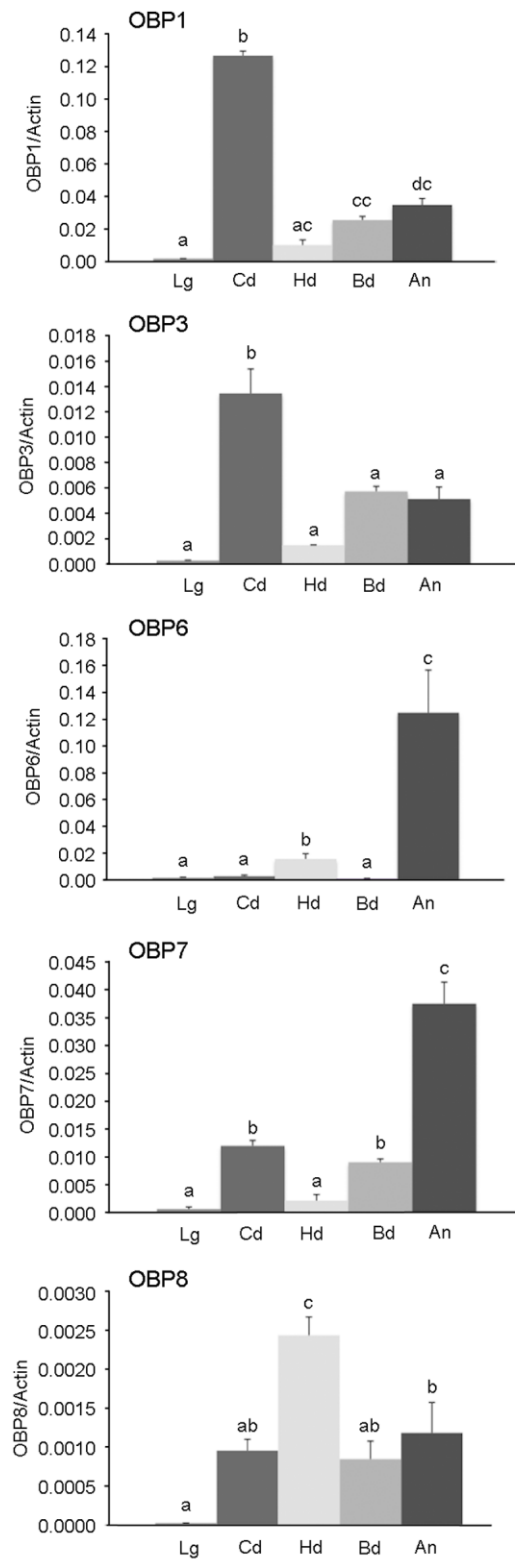 OBP1
OBP1/Actin
0.14
0.12
0.10
0.08
0.06
0.04
0.02
0.00
a
b
ac
cc
dc
Lg Cd Hd Bd An
OBP3
OBP3/Actin
0.018
0.016
0.014
0.012
0.010
0.008
0.006
0.004
0.002
0.000
a
b
a
a
a
Lg Cd Hd Bd An
OBP6
OBP6/Actin
0.18
0.16
0.14
0.12
0.10
0.08
0.06
0.04
0.02
0.00
a
a
b
a
c
Lg Cd Hd Bd An
OBP7
OBP7/Actin
0.045
0.040
0.035
0.030
0.025
0.020
0.015
0.010
0.005
0.000
a
b
a
b
c
Lg Cd Hd Bd An
OBP8
OBP8/Actin
0.0030
0.0025
0.0020
0.0015
0.0010
0.0005
0.0000
a
ab
c
ab
b
Lg Cd Hd Bd An